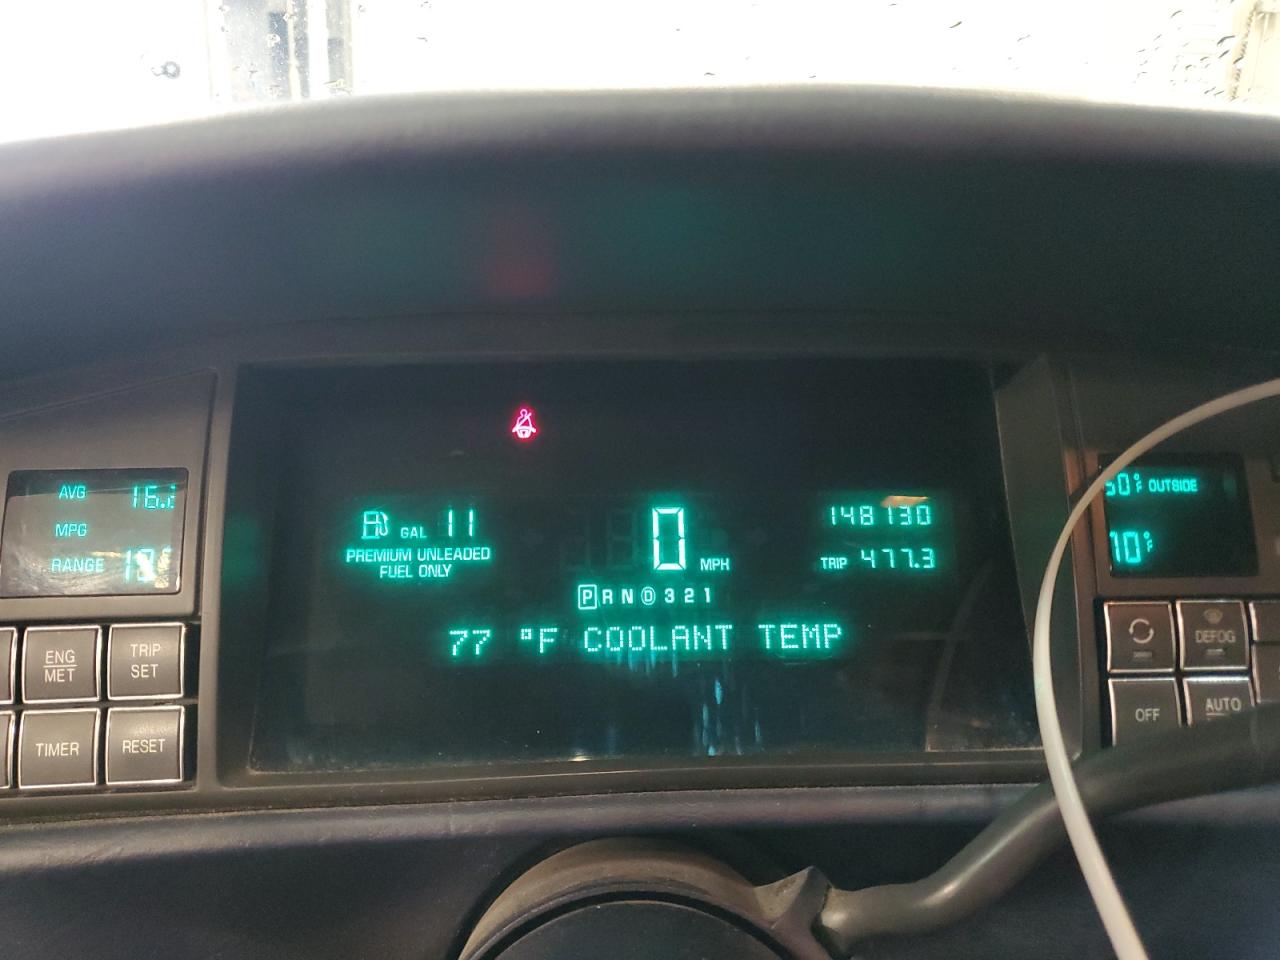 AVG
MPG
RANGE
ENG
MET
TRIP
SET
TIMER
RESET
GAL 11
PREMIUM UNLEADED
FUEL ONLY
0 MPH
148130
TRIP 477.3
P R N D 3 2 1
77 °F COOLANT TEMP
°F OUTSIDE
DEFOG
OFF
AUTO